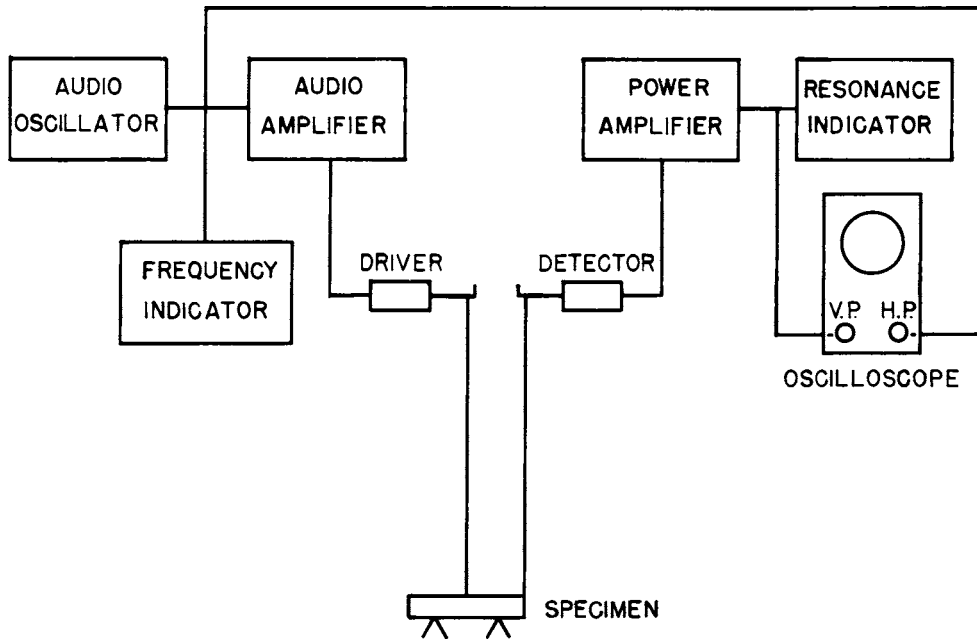 AUDIO
OSCILLATOR
AUDIO
AMPLIFIER
POWER
AMPLIFIER
RESONANCE
INDICATOR
FREQUENCY
INDICATOR
DRIVER
DETECTOR
V.P.
H.P.
OSCILLOSCOPE
SPECIMEN